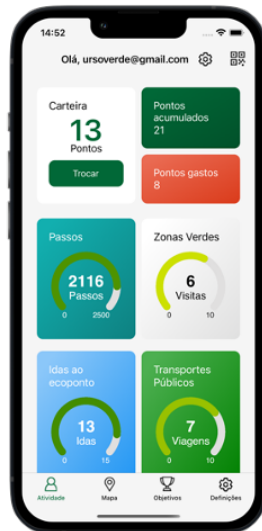 14:52
Olá, ursoverde@gmail.com
Carteira
13
Pontos
Trocar
Pontos
acumulados
21
Pontos gastos
8
Passos
2116
Passos
0 2500
Zonas Verdes
6
Visitas
0 10
Idas ao
ecoponto
13
Idas
0 15
Transportes
Públicos
7
Viagens
0 10
Atividade Mapa Objetivos Definições